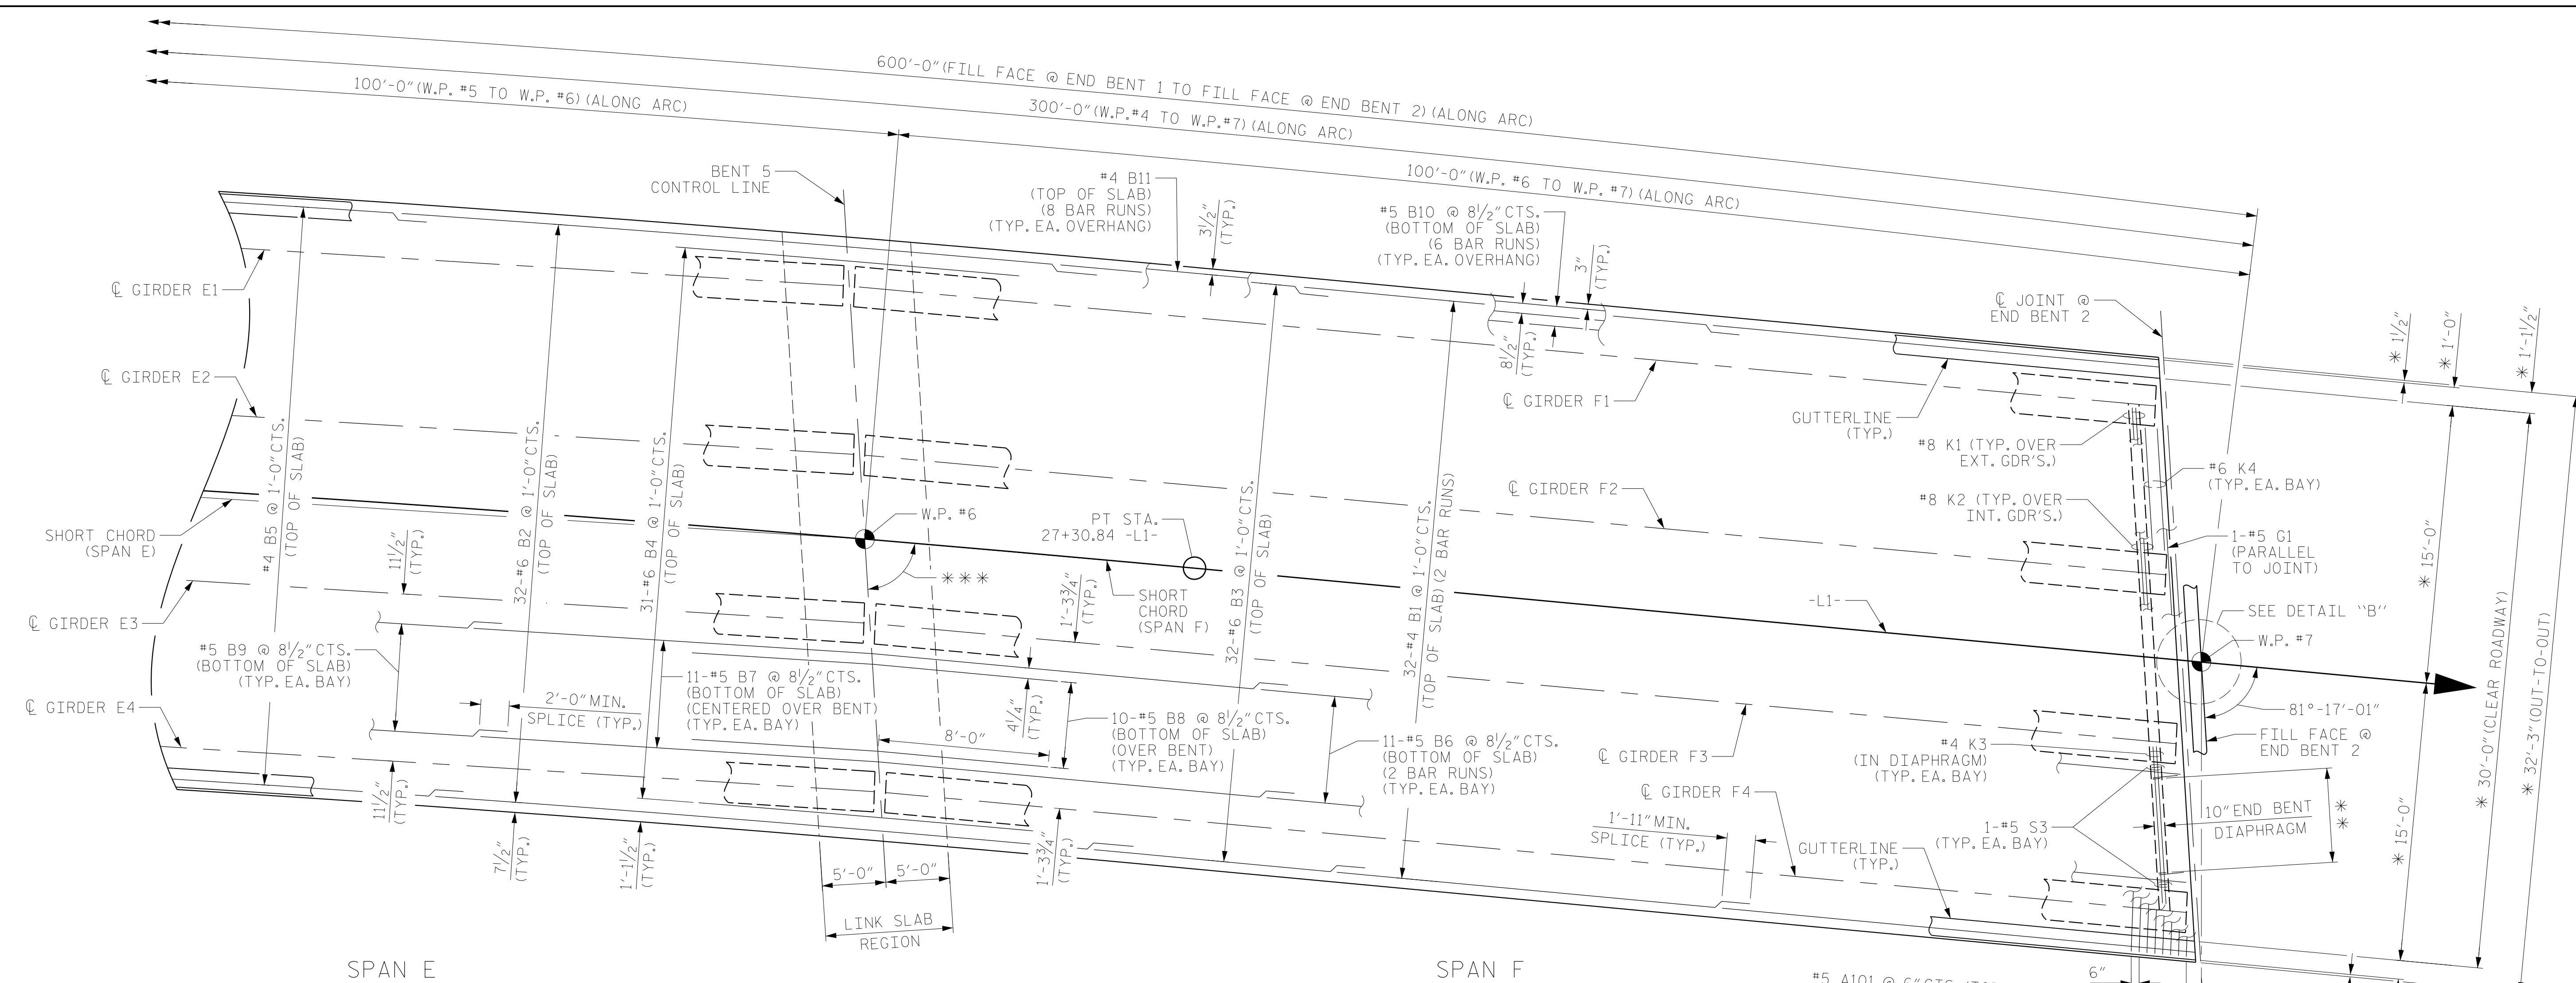 600'-0" (FILL FACE @ END BENT 1 TO FILL FACE @ END BENT 2) (ALONG ARC)
300'-0" (W.P. #4 TO W.P. #7) (ALONG ARC)
100'-0" (W.P. #5 TO W.P. #6) (ALONG ARC)
100'-0" (W.P. #6 TO W.P. #7) (ALONG ARC)
BENT 5
CONTROL LINE
#4 B11
(TOP OF SLAB)
(8 BAR RUNS)
(TYP. EA. OVERHANG)
3½"
(TYP.)
#5 B10 @ 8½" CTS.
(BOTTOM OF SLAB)
(6 BAR RUNS)
(TYP. EA. OVERHANG)
3"
(TYP.)
8½"
(TYP.)
℄ JOINT @
END BENT 2
* 1½"
* 1'-0"
* 1'-1½"
℄ GIRDER E1
℄ GIRDER E2
SHORT CHORD
(SPAN E)
℄ GIRDER E3
℄ GIRDER E4
#4 B5 @ 1'-0" CTS.
(TOP OF SLAB)
32-#6 B2 @ 1'-0" CTS.
(TOP OF SLAB)
31-#6 B4 @ 1'-0" CTS.
(TOP OF SLAB)
11½"
(TYP.)
W.P. #6
***
PT STA.
27+30.84 -L1-
SHORT
CHORD
(SPAN F)
1'-3¾"
(TYP.)
32-#6 B3 @ 1'-0" CTS.
(TOP OF SLAB)
32-#4 B1 @ 1'-0" CTS.
(TOP OF SLAB) (2 BAR RUNS)
℄ GIRDER F1
℄ GIRDER F2
GUTTERLINE
(TYP.)
#8 K1 (TYP. OVER
EXT. GDR'S.)
#8 K2 (TYP. OVER
INT. GDR'S.)
#6 K4
(TYP. EA. BAY)
1-#5 G1
(PARALLEL
TO JOINT)
* 15'-0"
-L1-
SEE DETAIL "B"
W.P. #7
81°-17'-01"
FILL FACE @
END BENT 2
* 30'-0" (CLEAR ROADWAY)
* 32'-3" (OUT-TO-OUT)
* 15'-0"
#5 B9 @ 8½" CTS.
(BOTTOM OF SLAB)
(TYP. EA. BAY)
2'-0" MIN.
SPLICE (TYP.)
11-#5 B7 @ 8½" CTS.
(BOTTOM OF SLAB)
(CENTERED OVER BENT)
(TYP. EA. BAY)
8'-0"
4¼"
(TYP.)
10-#5 B8 @ 8½" CTS.
(BOTTOM OF SLAB)
(OVER BENT)
(TYP. EA. BAY)
11-#5 B6 @ 8½" CTS.
(BOTTOM OF SLAB)
(2 BAR RUNS)
(TYP. EA. BAY)
℄ GIRDER F3
℄ GIRDER F4
#4 K3
(IN DIAPHRAGM)
(TYP. EA. BAY)
10" END BENT
DIAPHRAGM
**
1-#5 S3
(TYP. EA. BAY)
1'-11" MIN.
SPLICE (TYP.)
GUTTERLINE
(TYP.)
11½"
(TYP.)
7½"
(TYP.)
1'-1½"
(TYP.)
5'-0"
5'-0"
1'-3¾"
(TYP.)
LINK SLAB
REGION
SPAN E
SPAN F
6"